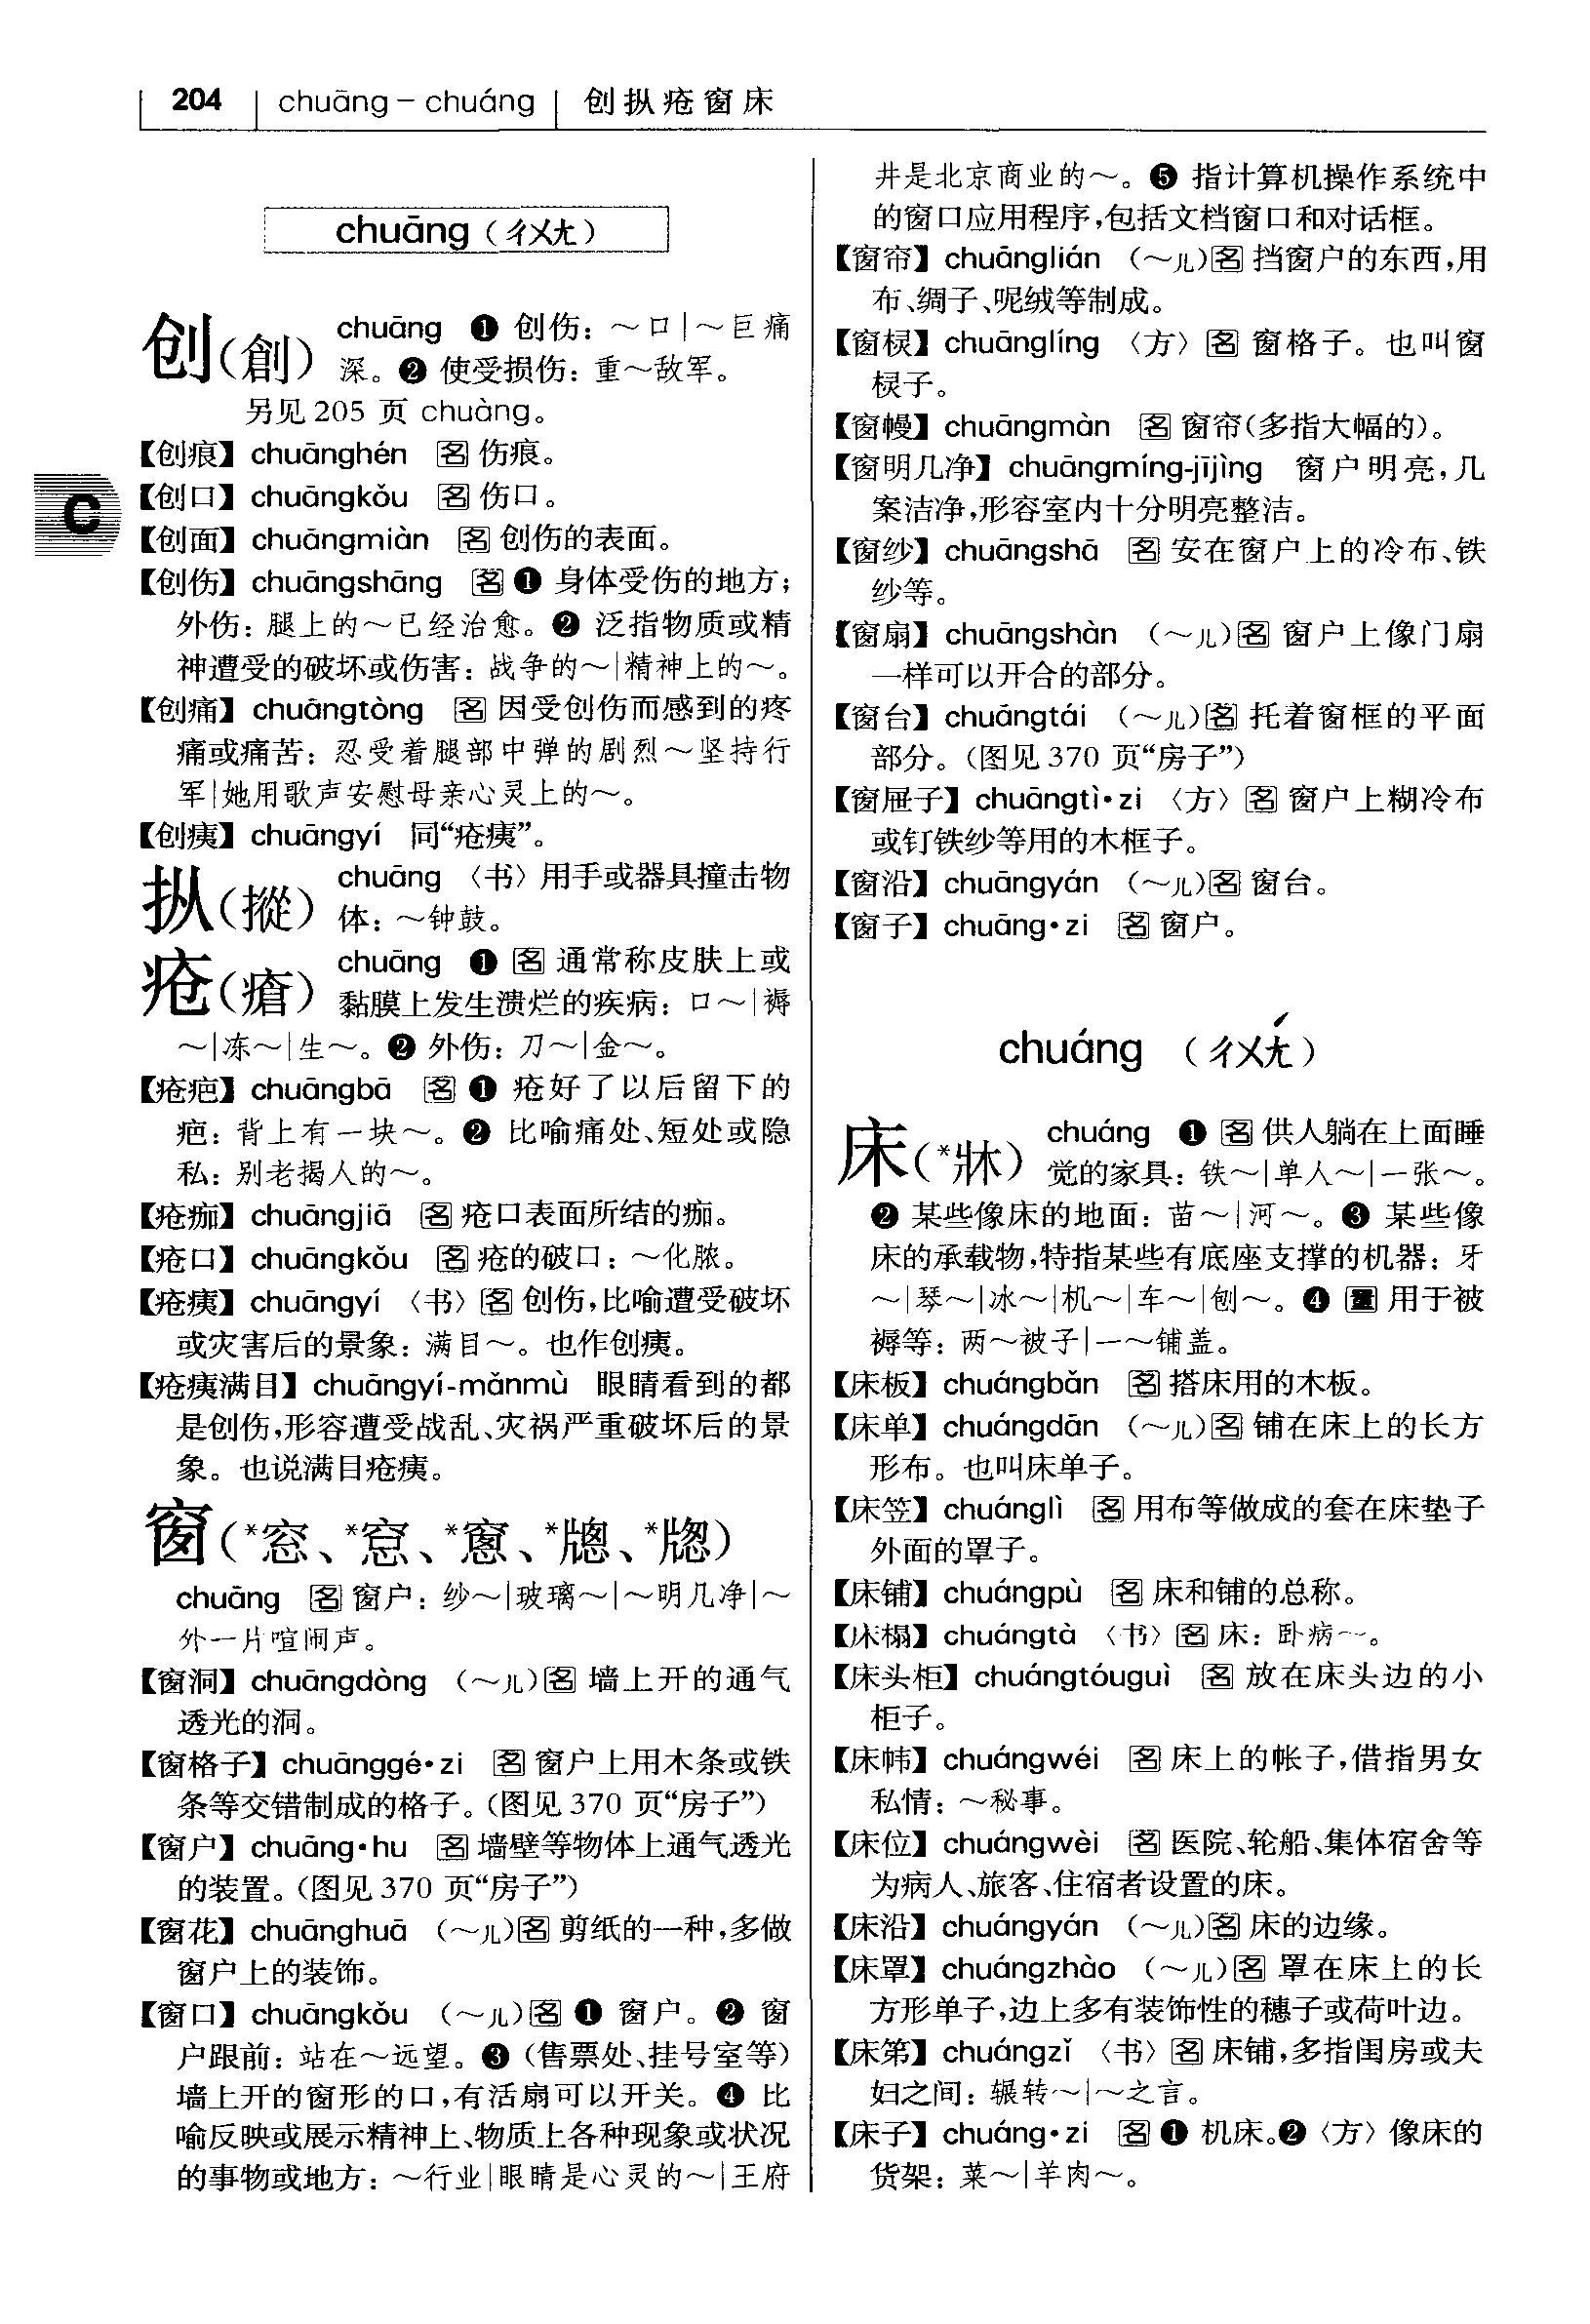 204 chuāng－chuáng 创㧐疮窗床
C
chuāng（ㄔㄨㄤ）
创（創） chuāng ❶ 创伤：～口|～巨痛
深。❷ 使受损伤：重～敌军。
另见 205 页 chuàng。
【创痕】chuānghén 名 伤痕。
【创口】chuāngkǒu 名 伤口。
【创面】chuāngmiàn 名 创伤的表面。
【创伤】chuāngshāng 名 ❶ 身体受伤的地方；
外伤：腿上的～已经治愈。❷ 泛指物质或精
神遭受的破坏或伤害：战争的～|精神上的～。
【创痛】chuāngtòng 名 因受创伤而感到的疼
痛或痛苦：忍受着腿部中弹的剧烈～坚持行
军|她用歌声安慰母亲心灵上的～。
【创痍】chuāngyí 同“疮痍”。
㧐（摐） chuāng 〈书〉用手或器具撞击物
体：～钟鼓。
疮（瘡） chuāng ❶ 名 通常称皮肤上或
黏膜上发生溃烂的疾病：口～|褥
～|冻～|生～。❷ 外伤：刀～|金～。
【疮疤】chuāngbā 名 ❶ 疮好了以后留下的
疤：背上有一块～。❷ 比喻痛处、短处或隐
私：别老揭人的～。
【疮痂】chuāngjiā 名 疮口表面所结的痂。
【疮口】chuāngkǒu 名 疮的破口：～化脓。
【疮痍】chuāngyí 〈书〉名 创伤，比喻遭受破坏
或灾害后的景象：满目～。也作创痍。
【疮痍满目】chuāngyí-mǎnmù 眼睛看到的都
是创伤，形容遭受战乱、灾祸严重破坏后的景
象。也说满目疮痍。
窗（*窓、*窻、*窻、*牎、*牕）
chuāng 名 窗户：纱～|玻璃～|～明几净|～
外一片喧闹声。
【窗洞】chuāngdòng （～儿）名 墙上开的通气
透光的洞。
【窗格子】chuānggé·zi 名 窗户上用木条或铁
条等交错制成的格子。（图见 370 页“房子”）
【窗户】chuāng·hu 名 墙壁等物体上通气透光
的装置。（图见 370 页“房子”）
【窗花】chuānghuā （～儿）名 剪纸的一种，多做
窗户上的装饰。
【窗口】chuāngkǒu （～儿）名 ❶ 窗户。❷ 窗
户跟前：站在～远望。❸（售票处、挂号室等）
墙上开的窗形的口，有活扇可以开关。❹ 比
喻反映或展示精神上、物质上各种现象或状况
的事物或地方：～行业|眼睛是心灵的～|王府
井是北京商业的～。❺ 指计算机操作系统中
的窗口应用程序，包括文档窗口和对话框。
【窗帘】chuānglián （～儿）名 挡窗户的东西，用
布、绸子、呢绒等制成。
【窗棂】chuānglíng 〈方〉名 窗格子。也叫窗
棂子。
【窗幔】chuāngmàn 名 窗帘（多指大幅的）。
【窗明几净】chuāngmíng-jījìng 窗户明亮，几
案洁净，形容室内十分明亮整洁。
【窗纱】chuāngshā 名 安在窗户上的冷布、铁
纱等。
【窗扇】chuāngshàn （～儿）名 窗户上像门扇
一样可以开合的部分。
【窗台】chuāngtái （～儿）名 托着窗框的平面
部分。（图见 370 页“房子”）
【窗屉子】chuāngtì·zi 〈方〉名 窗户上糊冷布
或钉铁纱等用的木框子。
【窗沿】chuāngyán （～儿）名 窗台。
【窗子】chuāng·zi 名 窗户。
chuáng （ㄔㄨㄤˊ）
床（*牀） chuáng ❶ 名 供人躺在上面睡
觉的家具：铁～|单人～|一张～。
❷ 某些像床的地面：苗～|河～。❸ 某些像
床的承载物，特指某些有底座支撑的机器：牙
～|琴～|冰～|机～|车～|刨～。❹ 量 用于被
褥等：两～被子|一～铺盖。
【床板】chuángbǎn 名 搭床用的木板。
【床单】chuángdān （～儿）名 铺在床上的长方
形布。也叫床单子。
【床笠】chuánglì 名 用布等做成的套在床垫子
外面的罩子。
【床铺】chuángpù 名 床和铺的总称。
【床榻】chuángtà 〈书〉名 床：卧病～。
【床头柜】chuángtóuguì 名 放在床头边的小
柜子。
【床帏】chuángwéi 名 床上的帐子，借指男女
私情：～秘事。
【床位】chuángwèi 名 医院、轮船、集体宿舍等
为病人、旅客、住宿者设置的床。
【床沿】chuángyán （～儿）名 床的边缘。
【床罩】chuángzhào （～儿）名 罩在床上的长
方形单子，边上多有装饰性的穗子或荷叶边。
【床笫】chuángzǐ 〈书〉名 床铺，多指闺房或夫
妇之间：辗转～|～之言。
【床子】chuáng·zi 名 ❶ 机床。❷〈方〉像床的
货架：菜～|羊肉～。